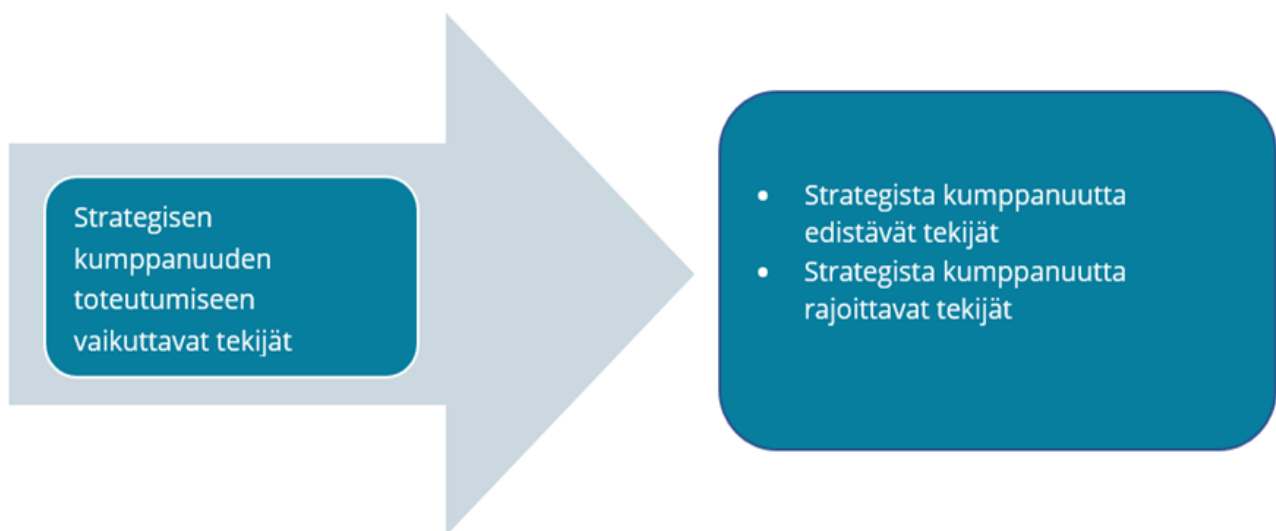 Strategisen
kumppanuuden
toteutumiseen
vaikuttavat tekijät
• Strategista kumppanuutta
edistävät tekijät
• Strategista kumppanuutta
rajoittavat tekijät